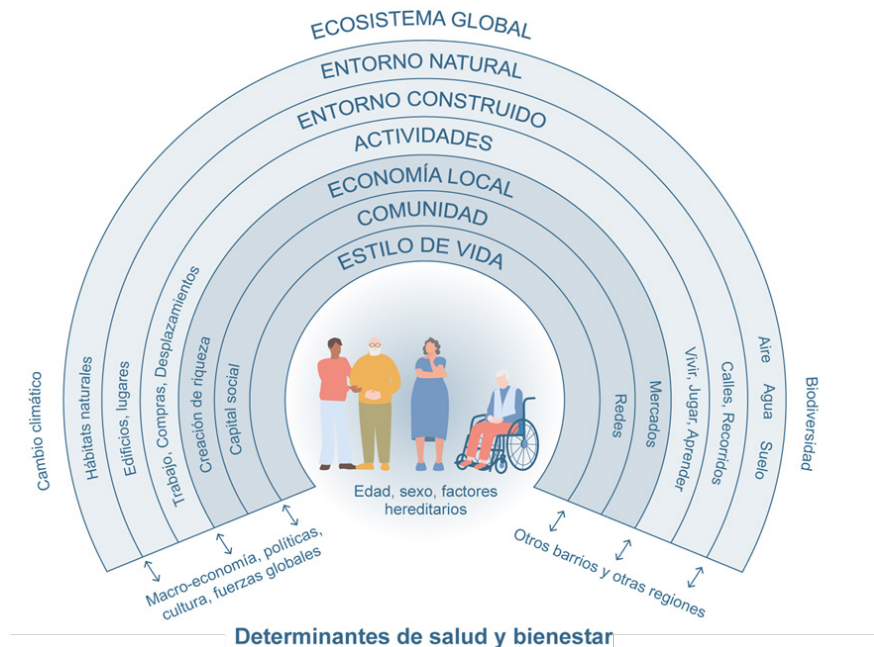 ECOSISTEMA GLOBAL
ENTORNO NATURAL
ENTORNO CONSTRUIDO
ACTIVIDADES
ECONOMÍA LOCAL
COMUNIDAD
ESTILO DE VIDA
Cambio climático
Hábitats naturales
Edificios, lugares
Trabajo, Compras, Desplazamientos
Creación de riqueza
Capital social
Redes
Mercados
Vivir, Jugar, Aprender
Calles, Recorridos
Aire Agua Suelo
Biodiversidad
Edad, sexo, factores
hereditarios
Macro-economía, políticas,
cultura, fuerzas globales
Otros barrios y otras regiones
Determinantes de salud y bienestar